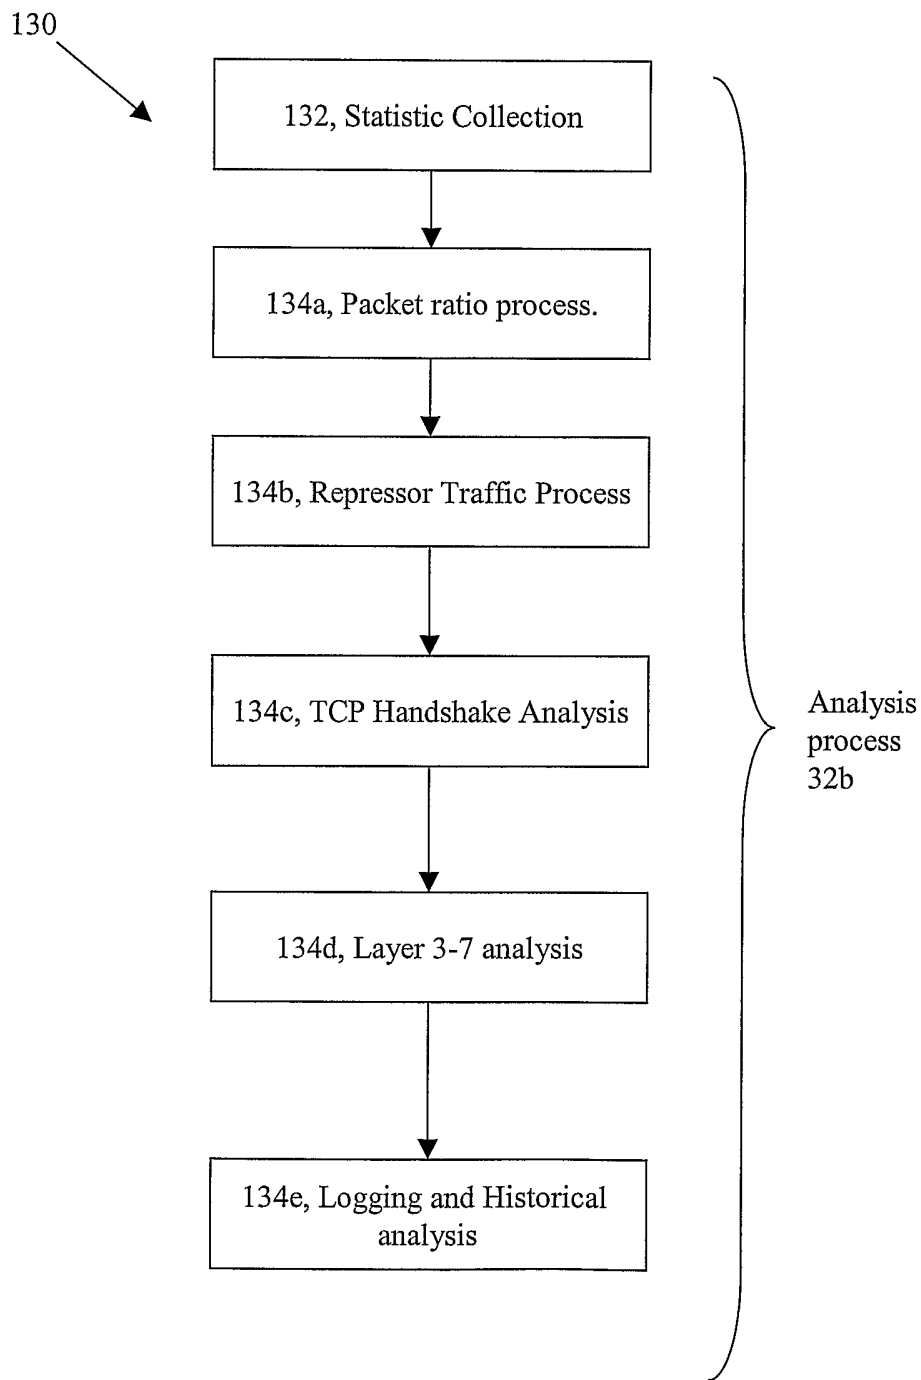 130
132, Statistic Collection
134a, Packet ratio process.
134b, Repressor Traffic Process
134c, TCP Handshake Analysis
Analysis
process
32b
134d, Layer 3-7 analysis
134e, Logging and Historical
analysis